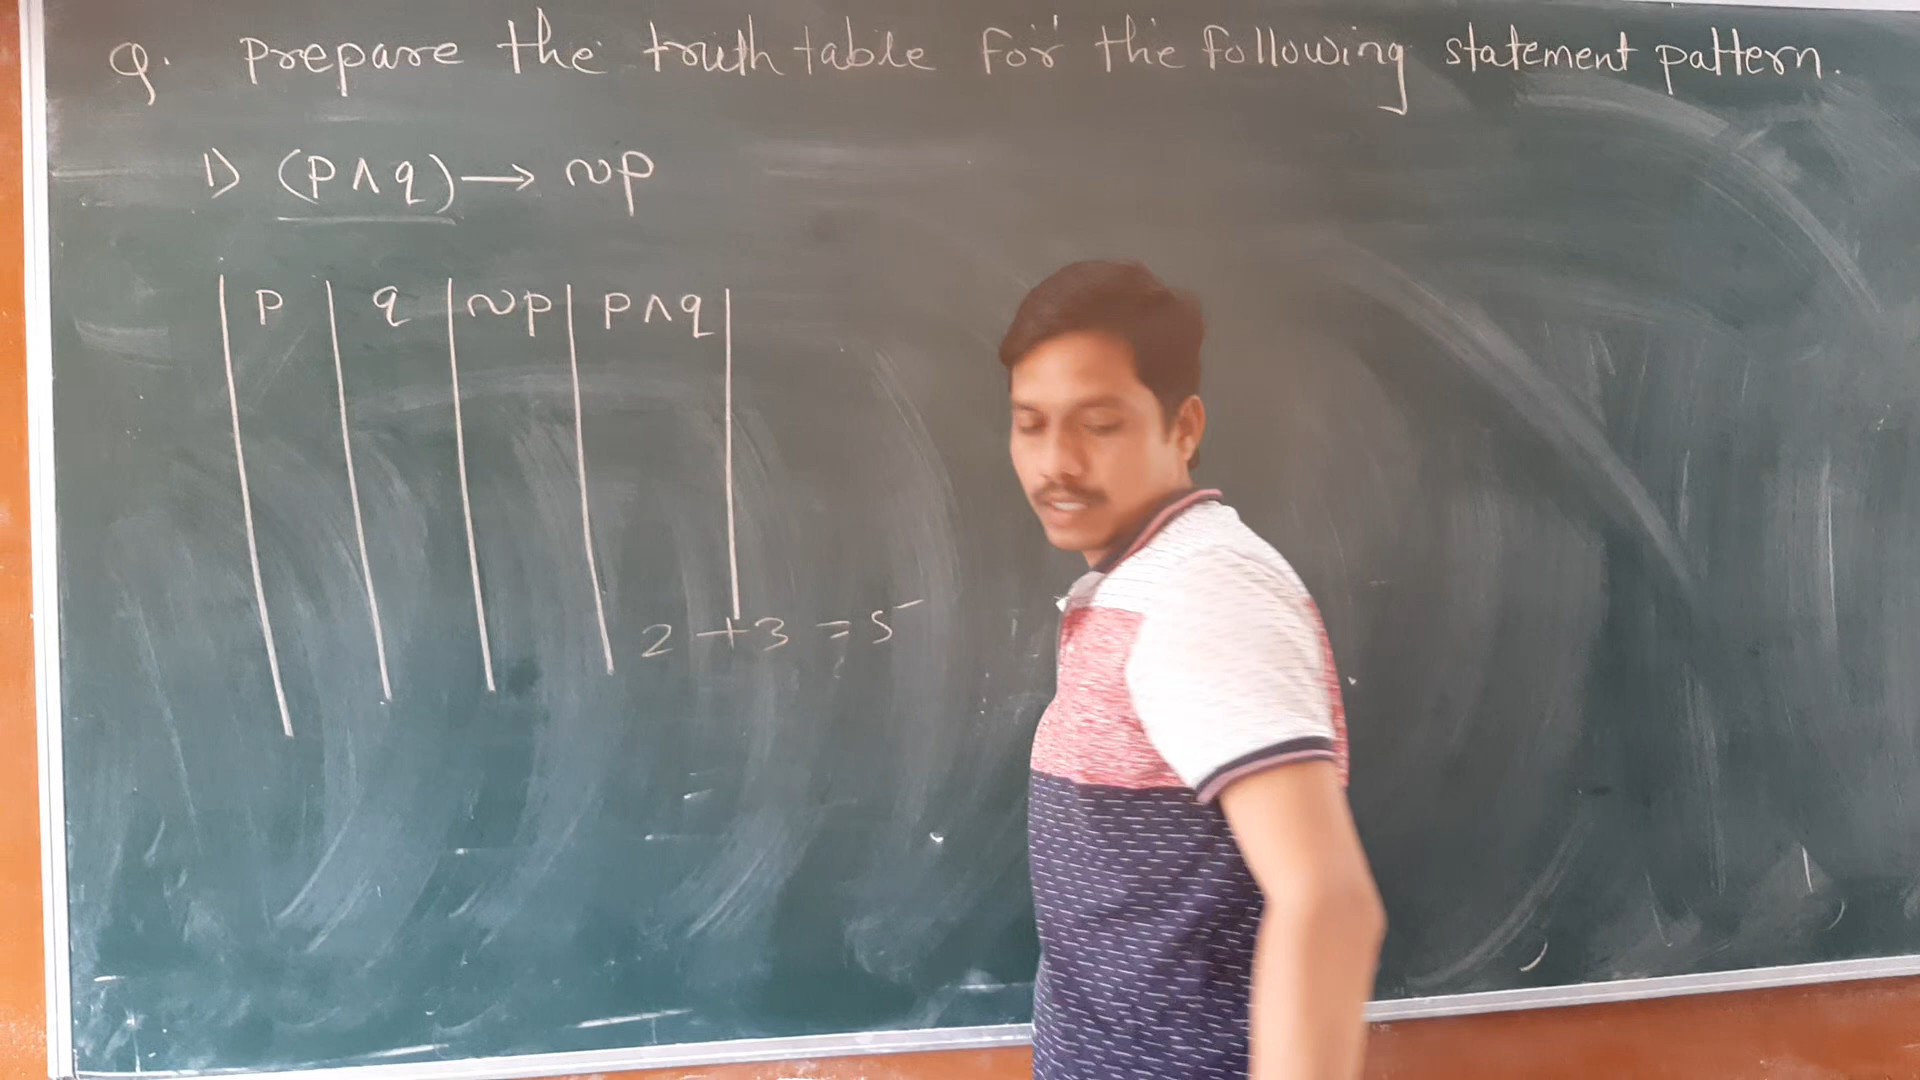 Q. Prepare the truth table for the following statement pattern.
1) (p∧q)→ ~p
p | q | ~p | p∧q |
2 + 3 = 5